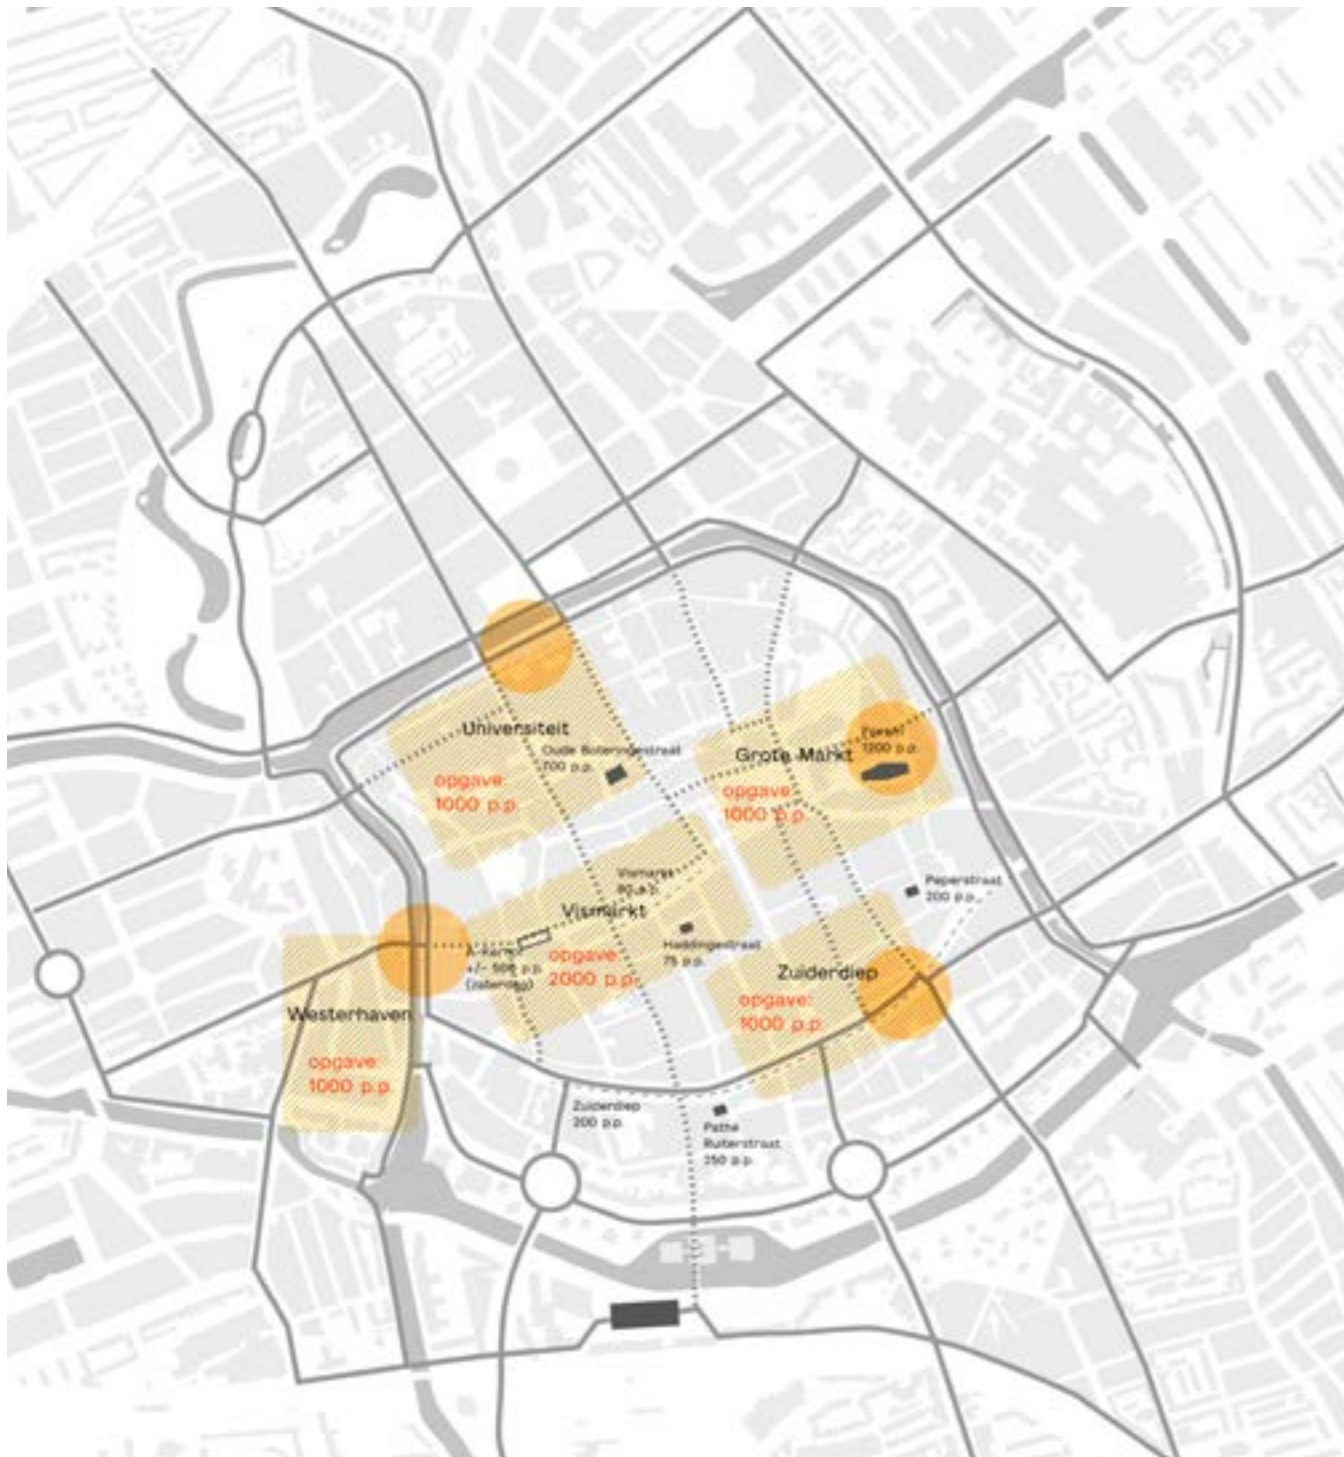 Universiteit
Oude Boteringestraat
700 p.p.
opgave:
1000 p.p.
Forum
1200 p.p.
Grote Markt
opgave:
1000 p.p.
Vismarkt
80 p.p.
Vismarkt
Peperstraat
200 p.p.
Haddingestraat
75 p.p.
A-Kerk
+/- 500 p.p.
(zaterdag)
opgave:
2000 p.p.
Zuiderdiep
opgave:
1000 p.p.
Westerhaven
opgave:
1000 p.p.
Zuiderdiep
200 p.p.
Pathé
Ruiterstraat
250 p.p.